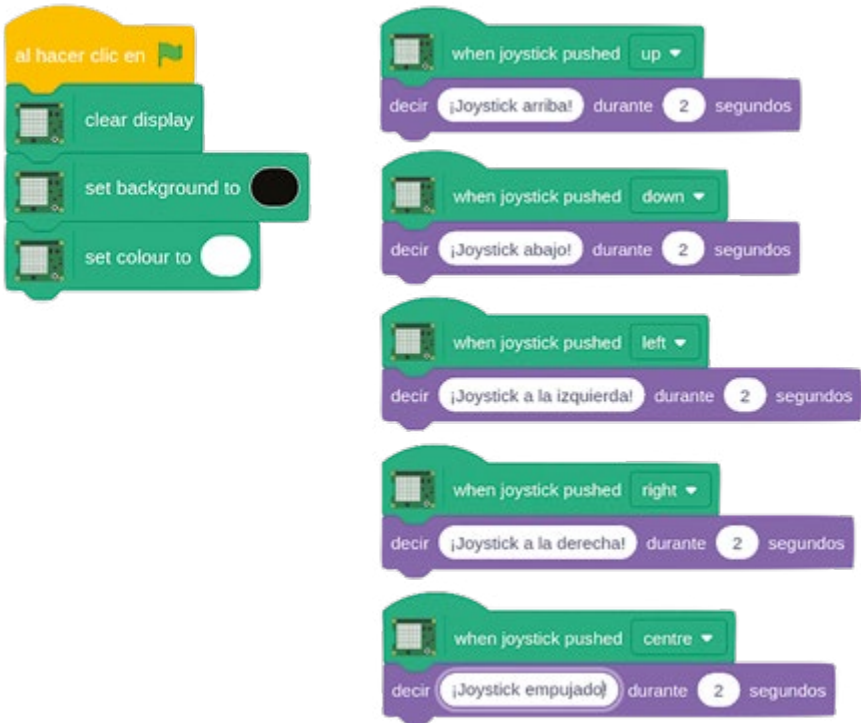 al hacer clic en
clear display
set background to
set colour to
when joystick pushed up
decir ¡Joystick arriba! durante 2 segundos
when joystick pushed down
decir ¡Joystick abajo! durante 2 segundos
when joystick pushed left
decir ¡Joystick a la izquierda! durante 2 segundos
when joystick pushed right
decir ¡Joystick a la derecha! durante 2 segundos
when joystick pushed centre
decir ¡Joystick empujado! durante 2 segundos